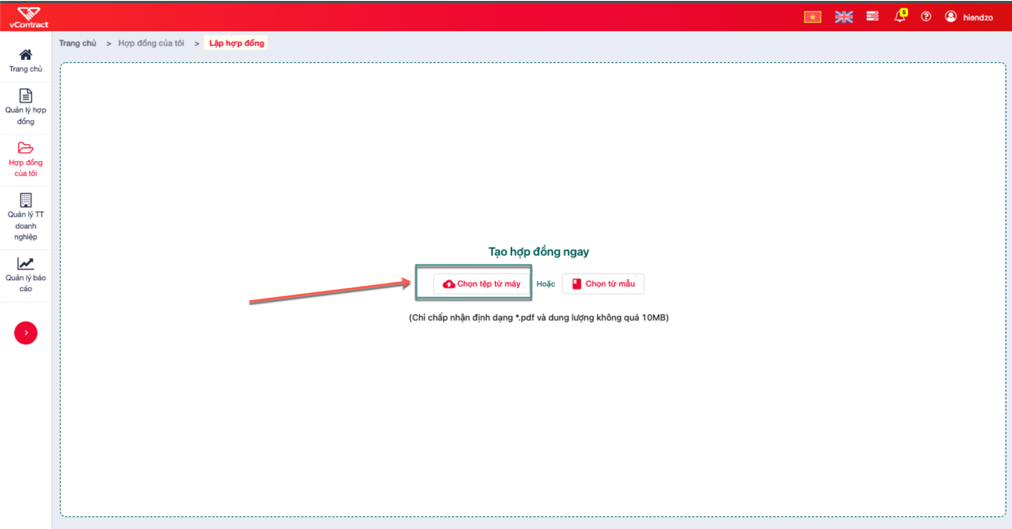 vContract
6
hiendzo
Trang chủ > Hợp đồng của tôi > Lập hợp đồng
Trang chủ
Quản lý hợp
đồng
Hợp đồng
của tôi
Quản lý TT
doanh
nghiệp
Quản lý báo
cáo
Tạo hợp đồng ngay
Chọn tệp từ máy Hoặc Chọn từ mẫu
(Chỉ chấp nhận định dạng *.pdf và dung lượng không quá 10MB)